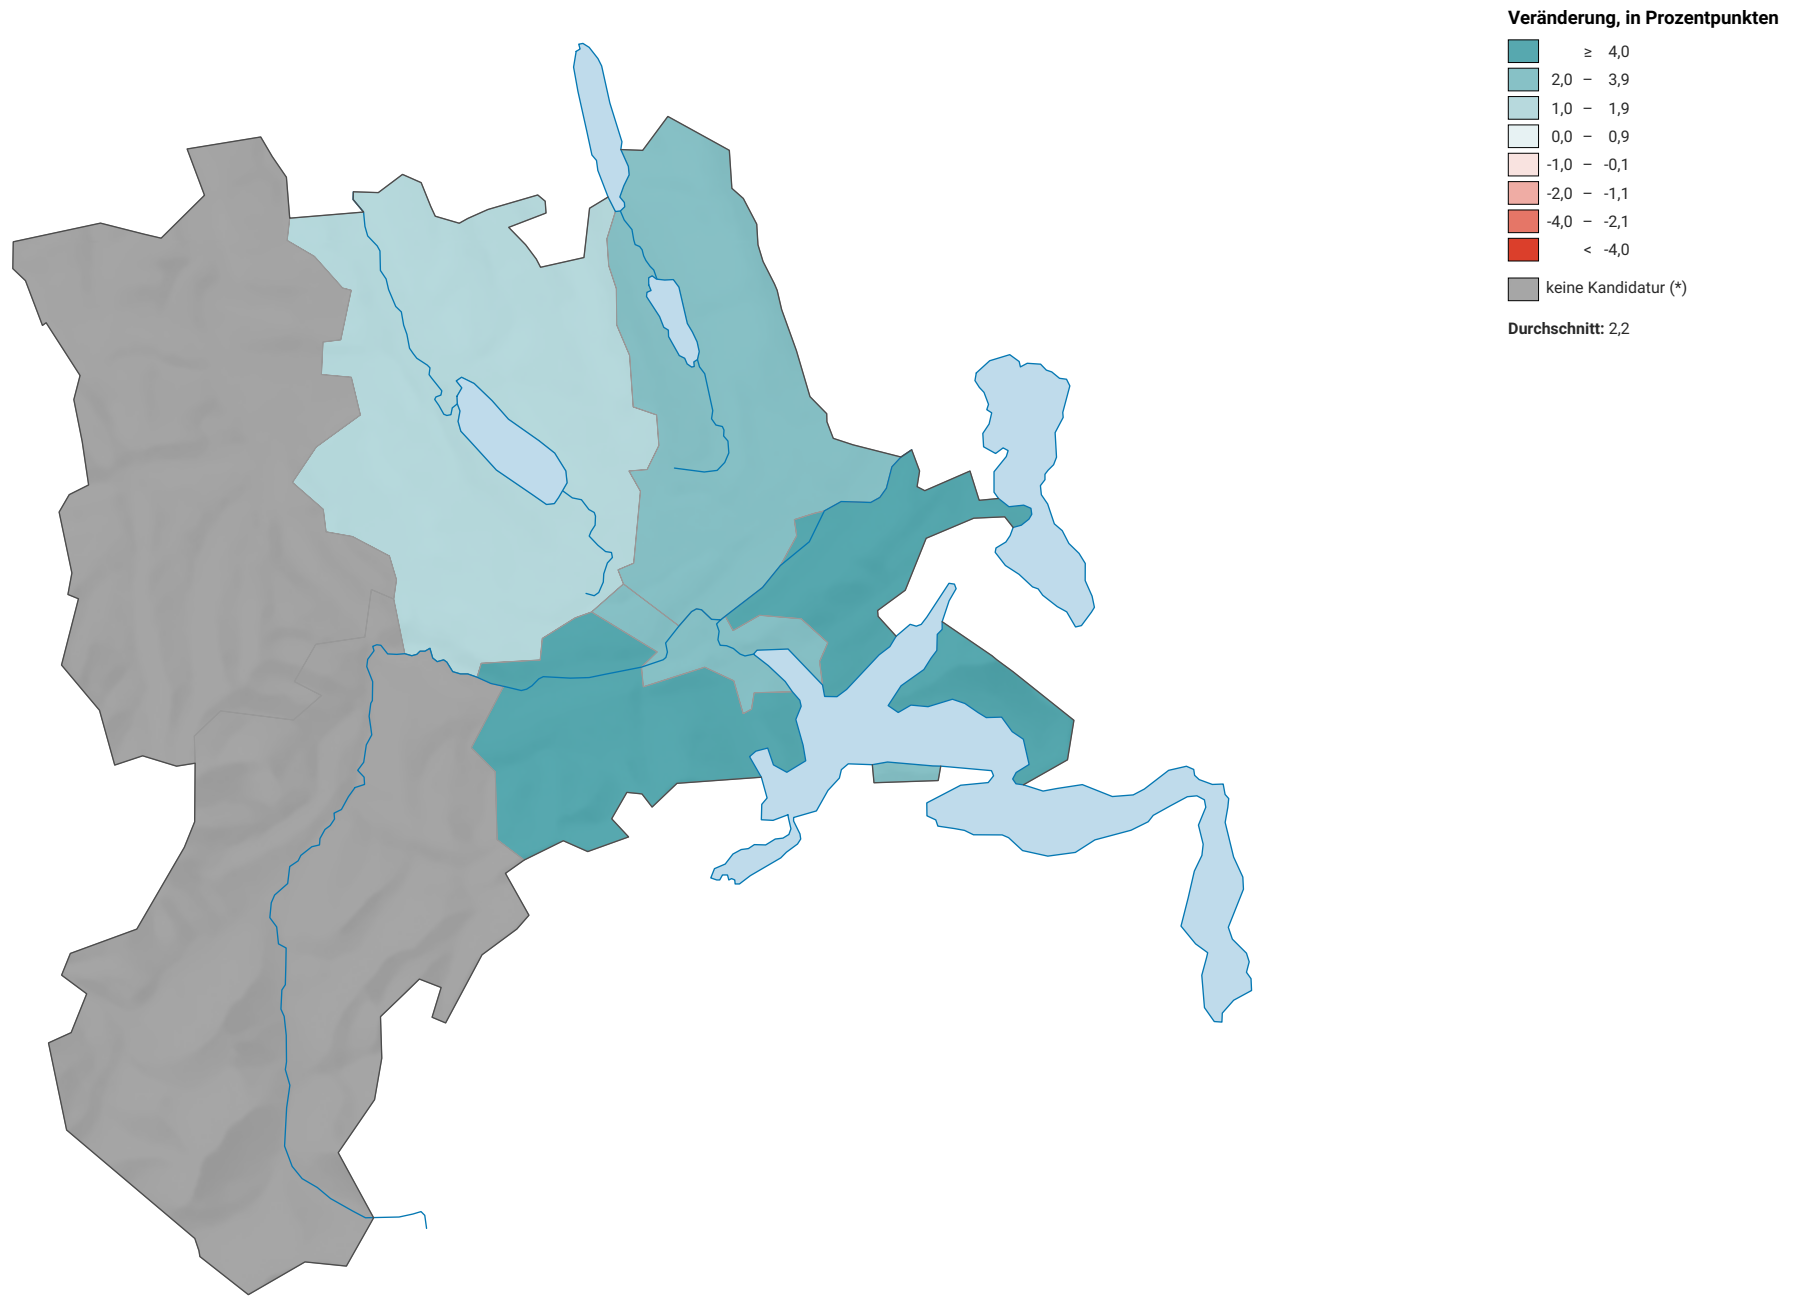 Veränderung, in Prozentpunkten
≥ 4,0
2,0 – 3,9
1,0 – 1,9
0,0 – 0,9
-1,0 – -0,1
-2,0 – -1,1
-4,0 – -2,1
< -4,0
keine Kandidatur (*)
Durchschnitt: 2,2